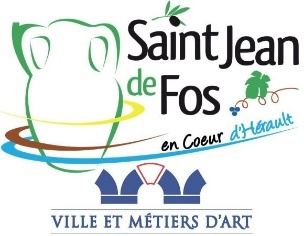 Saint Jean
de Fos
en Coeur d'Hérault
VILLE ET MÉTIERS D'ART